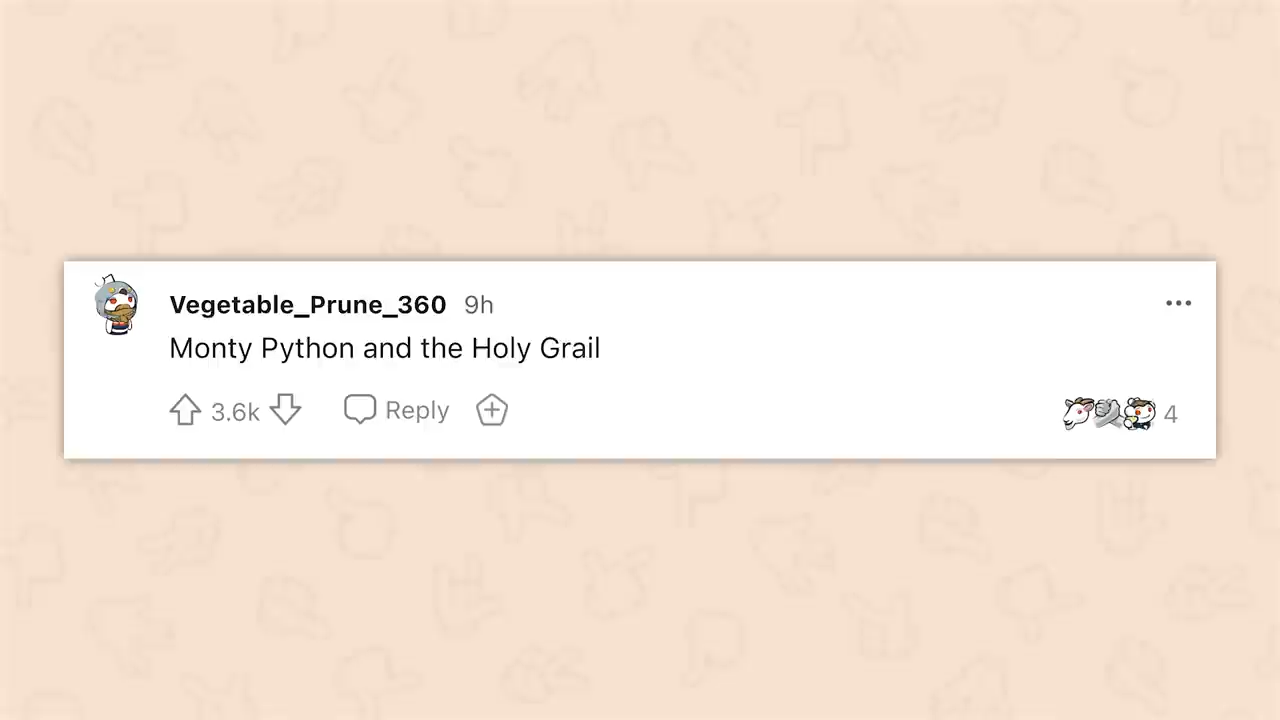 Vegetable_Prune_360 9h
Monty Python and the Holy Grail
3.6k Reply 4